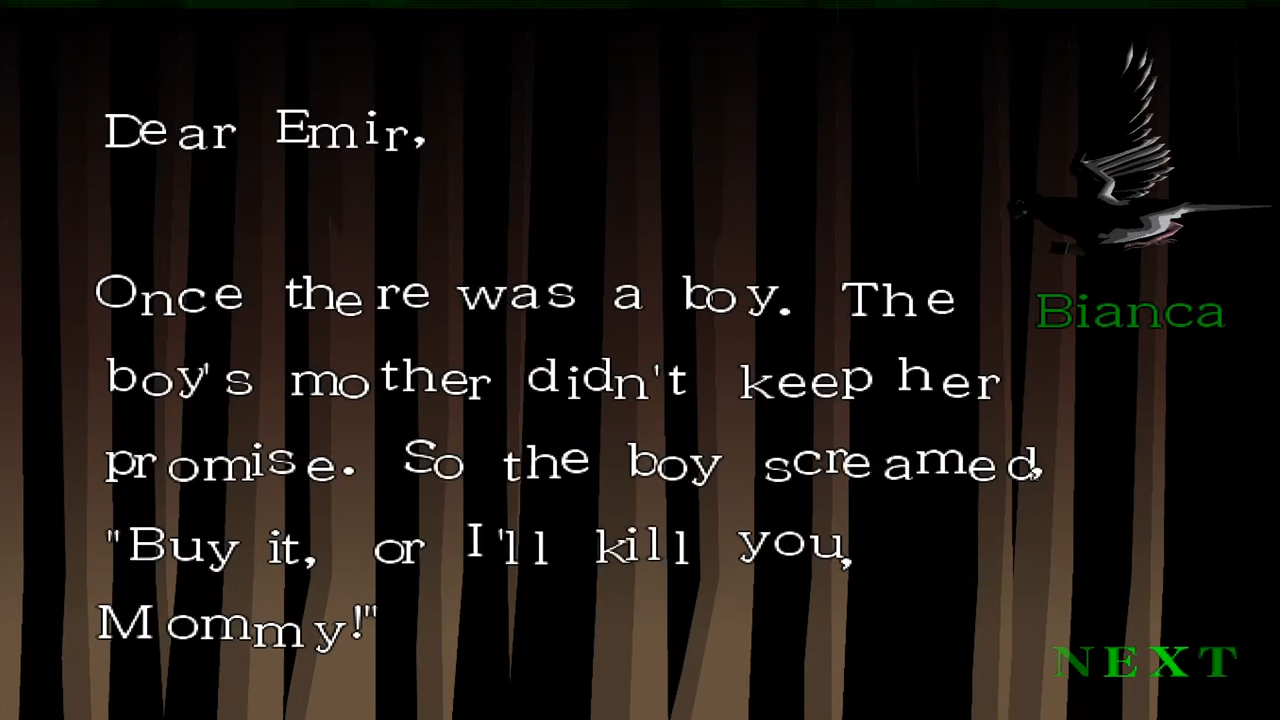 Dear Emir,
Once there was a boy. The
Bianca
boy's mother didn't keep her
promise. So the boy screamed,
"Buy it, or I'll kill you,
Mommy!"
NEXT